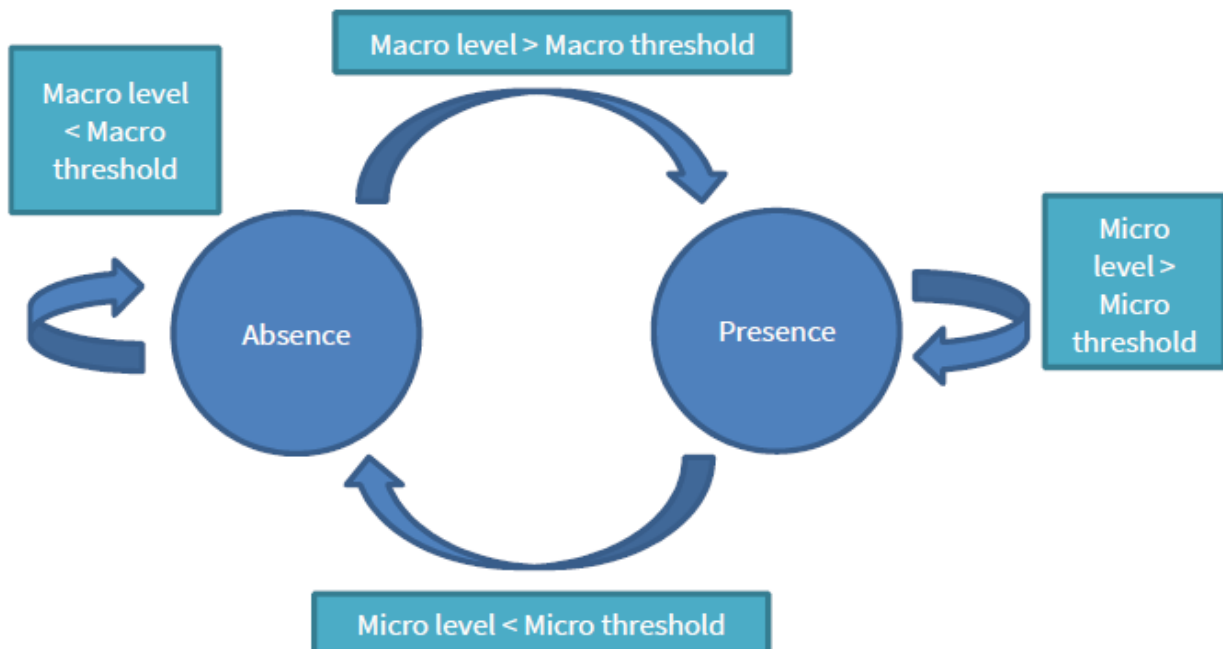 Macro level > Macro threshold
Macro level
< Macro
threshold
Micro
level >
Micro
threshold
Absence
Presence
Micro level < Micro threshold